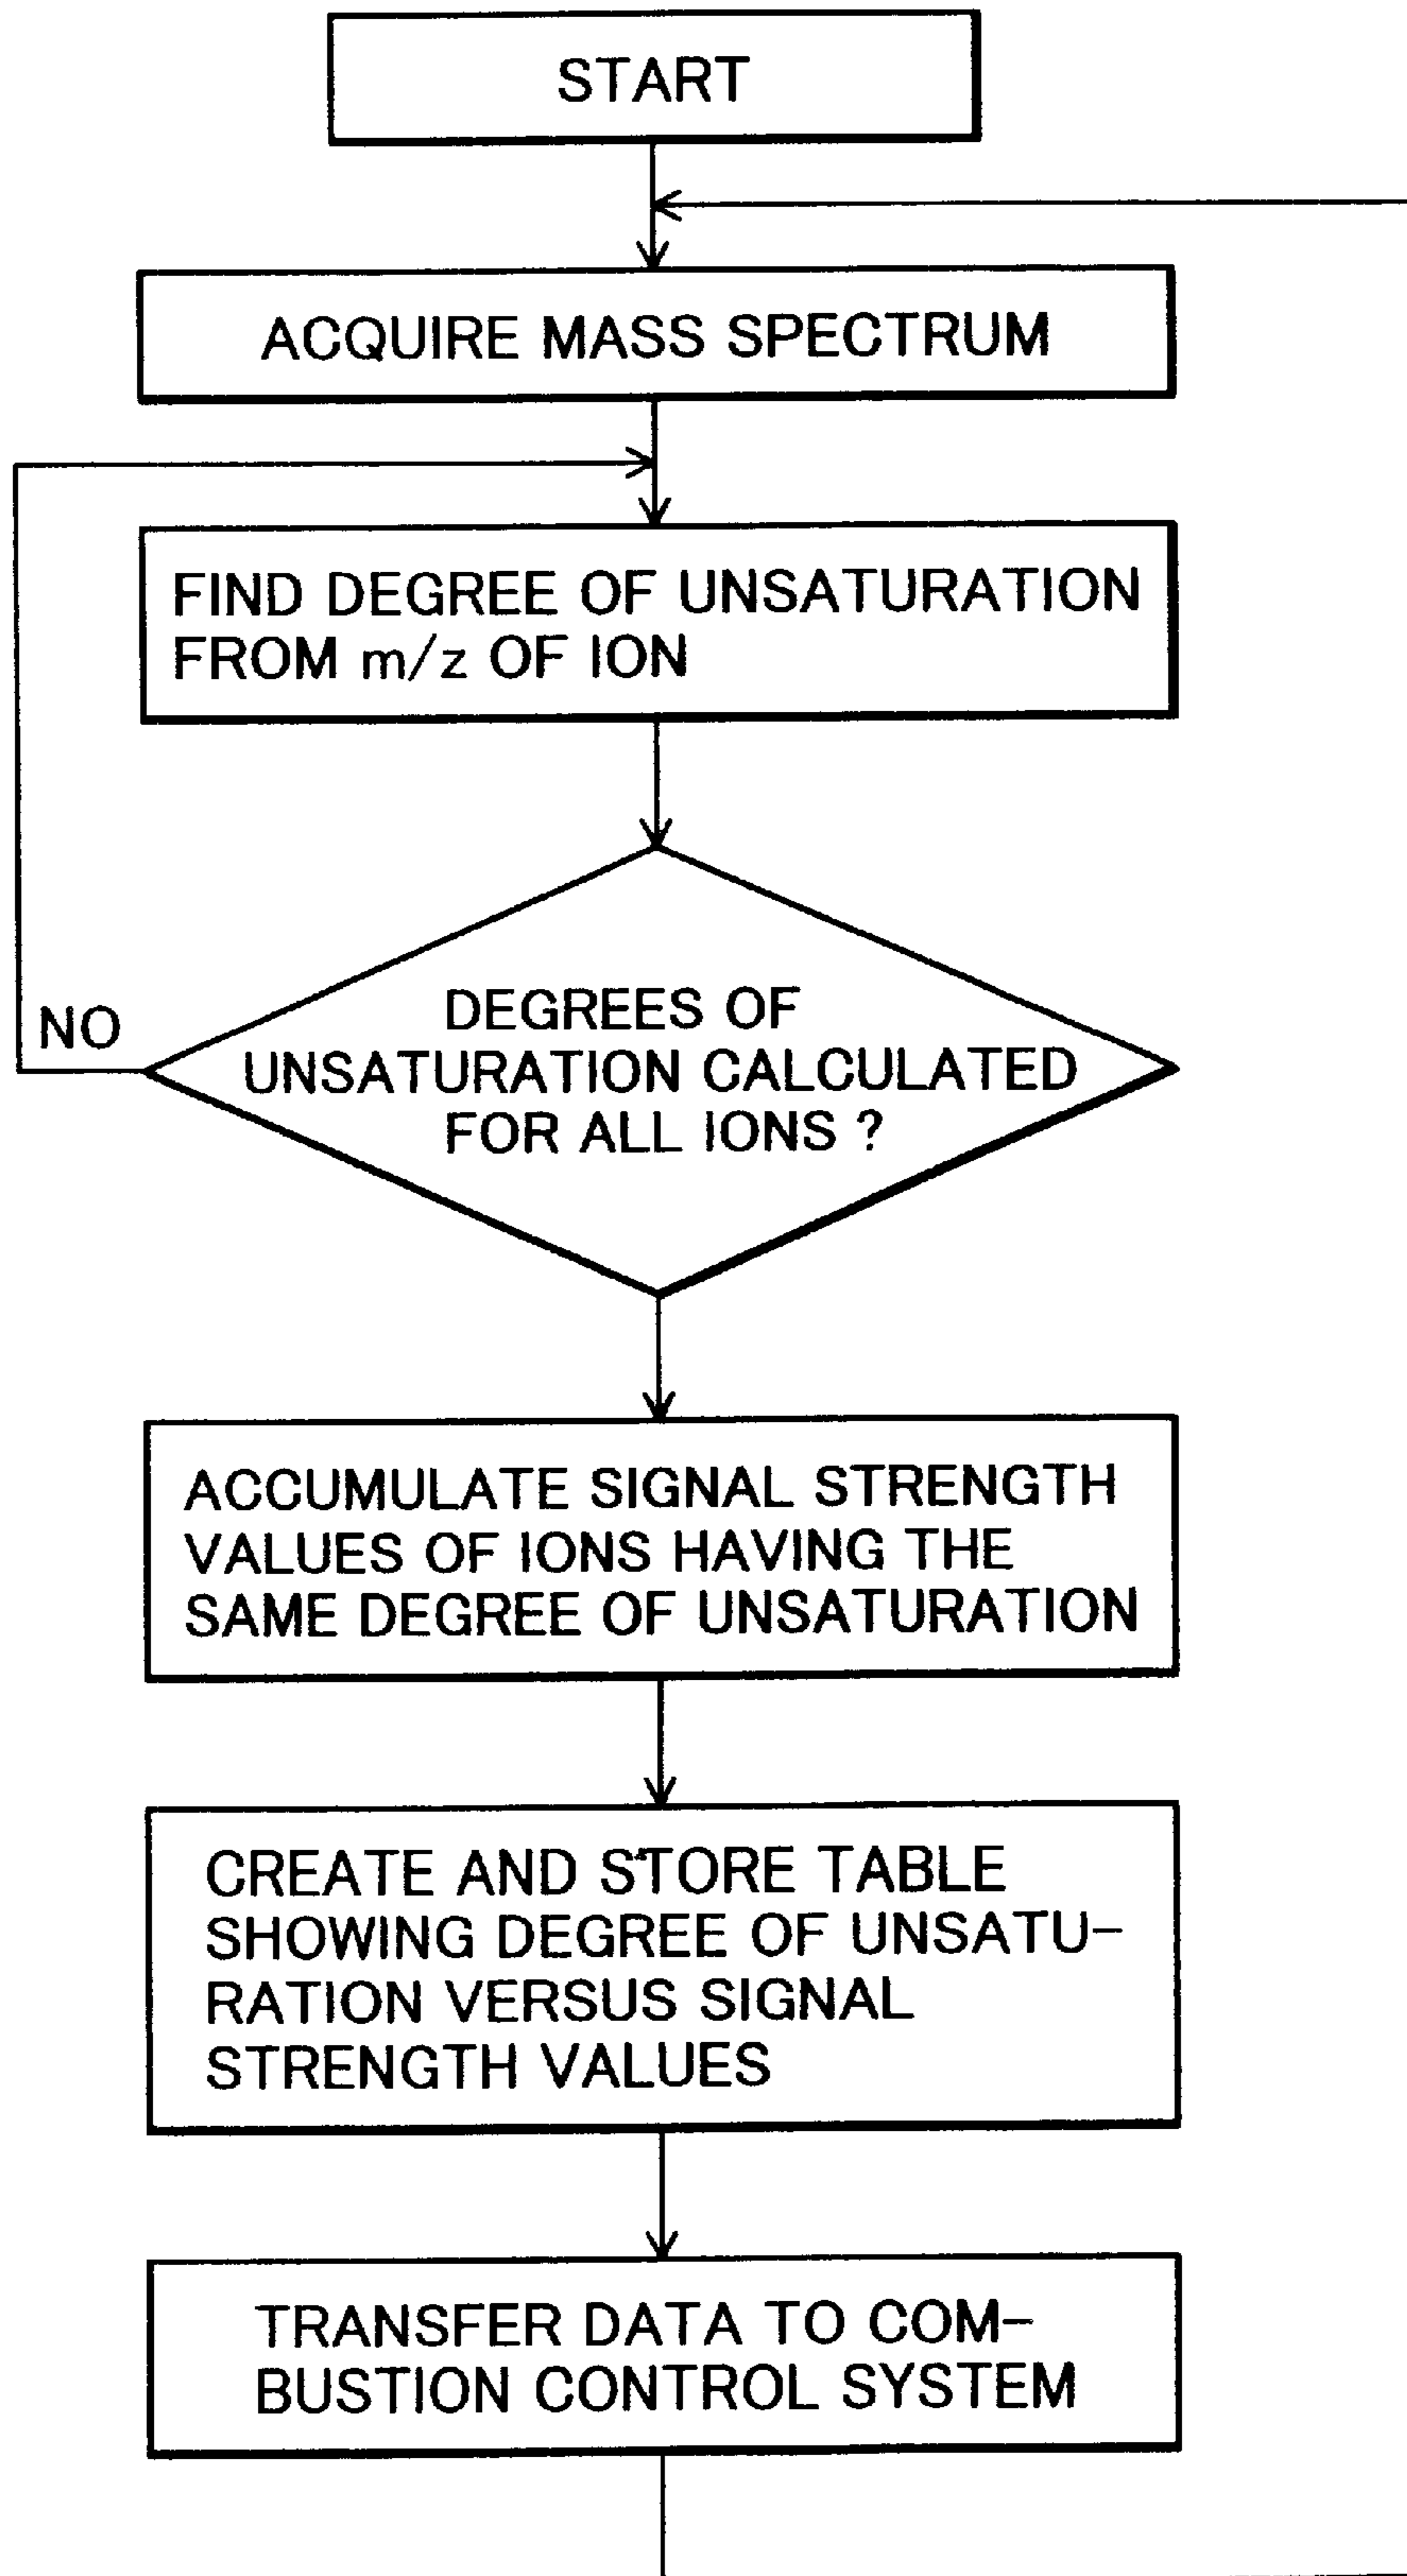 START
ACQUIRE MASS SPECTRUM
FIND DEGREE OF UNSATURATION
FROM m/z OF ION
DEGREES OF
UNSATURATION CALCULATED
FOR ALL IONS ?
NO
ACCUMULATE SIGNAL STRENGTH
VALUES OF IONS HAVING THE
SAME DEGREE OF UNSATURATION
CREATE AND STORE TABLE
SHOWING DEGREE OF UNSATU-
RATION VERSUS SIGNAL
STRENGTH VALUES
TRANSFER DATA TO COM-
BUSTION CONTROL SYSTEM